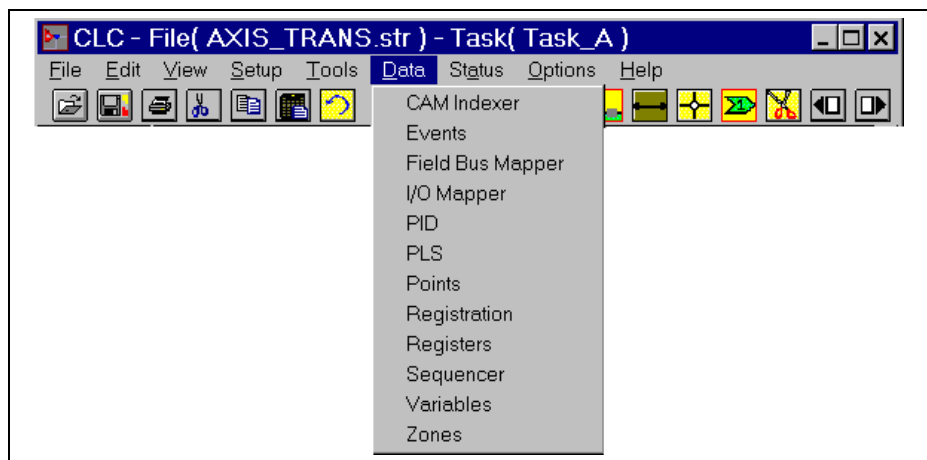 CLC - File( AXIS_TRANS.str ) - Task( Task_A )
File Edit View Setup Tools Data Status Options Help
CAM Indexer
Events
Field Bus Mapper
I/O Mapper
PID
PLS
Points
Registration
Registers
Sequencer
Variables
Zones